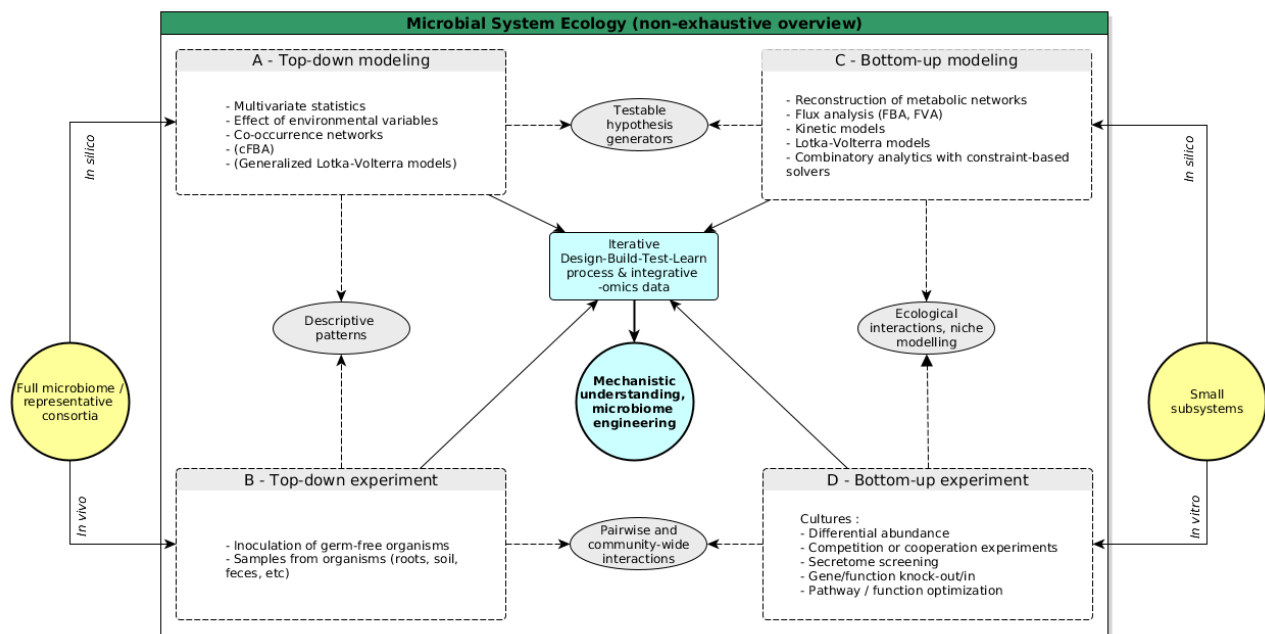 Microbial System Ecology (non-exhaustive overview)
A - Top-down modeling
- Multivariate statistics
- Effect of environmental variables
- Co-occurrence networks
- (cFBA)
- (Generalized Lotka-Volterra models)
Testable
hypothesis
generators
C - Bottom-up modeling
- Reconstruction of metabolic networks
- Flux analysis (FBA, FVA)
- Kinetic models
- Lotka-Volterra models
- Combinatory analytics with constraint-based
solvers
In silico
In silico
Iterative
Design-Build-Test-Learn
process & integrative
-omics data
Descriptive
patterns
Ecological
interactions, niche
modelling
Full microbiome /
representative
consortia
Mechanistic
understanding,
microbiome
engineering
Small
subsystems
In vivo
In vitro
B - Top-down experiment
- Inoculation of germ-free organisms
- Samples from organisms (roots, soil,
feces, etc)
Pairwise and
community-wide
interactions
D - Bottom-up experiment
Cultures :
- Differential abundance
- Competition or cooperation experiments
- Secretome screening
- Gene/function knock-out/in
- Pathway / function optimization